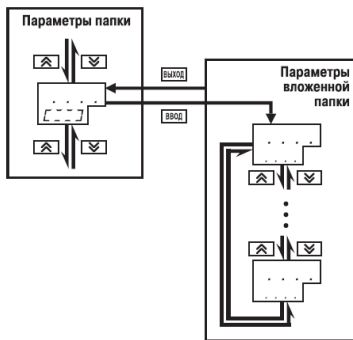 Параметры папки
ВЫХОД
ВВОД
Параметры
вложенной
папки